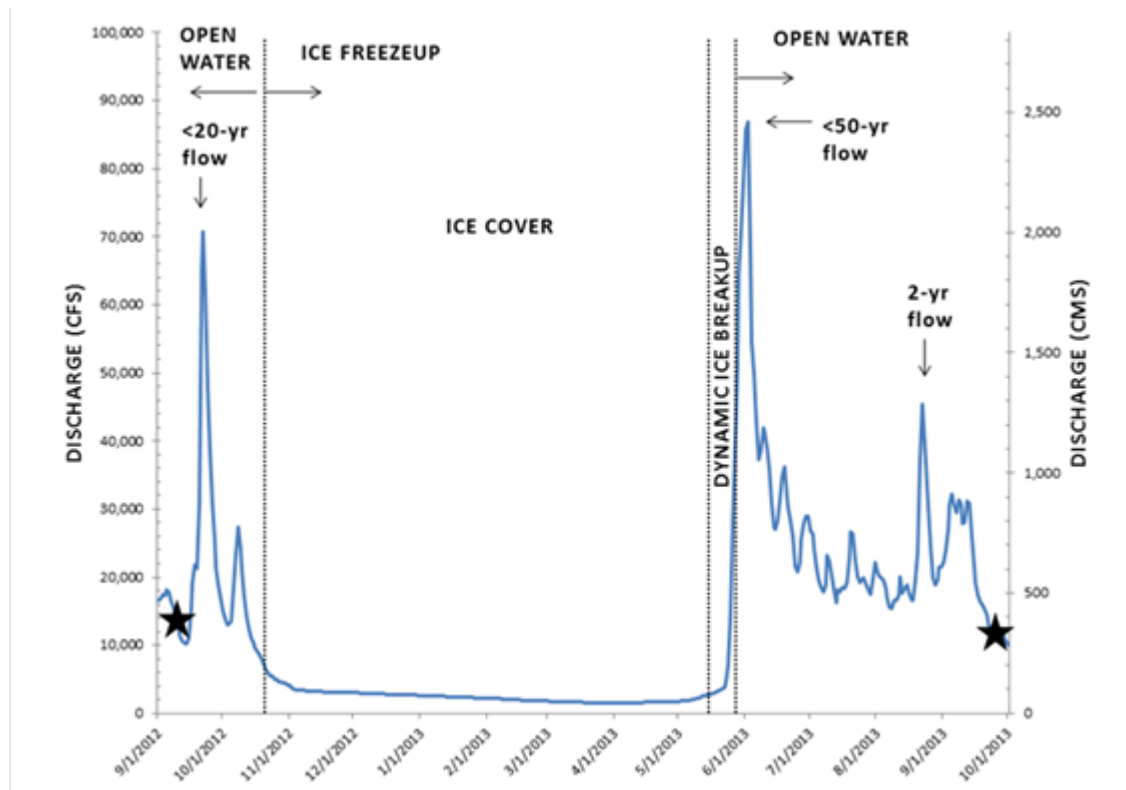 OPEN
WATER
ICE FREEZEUP
OPEN WATER
<20-yr
flow
<50-yr
flow
ICE COVER
DYNAMIC ICE BREAKUP
2-yr
flow
DISCHARGE (CFS)
100,000
90,000
80,000
70,000
60,000
50,000
40,000
30,000
20,000
10,000
0
DISCHARGE (CMS)
2,500
2,000
1,500
1,000
500
0
9/1/2012
10/1/2012
11/1/2012
12/1/2012
1/1/2013
2/1/2013
3/1/2013
4/1/2013
5/1/2013
6/1/2013
7/1/2013
8/1/2013
9/1/2013
10/1/2013